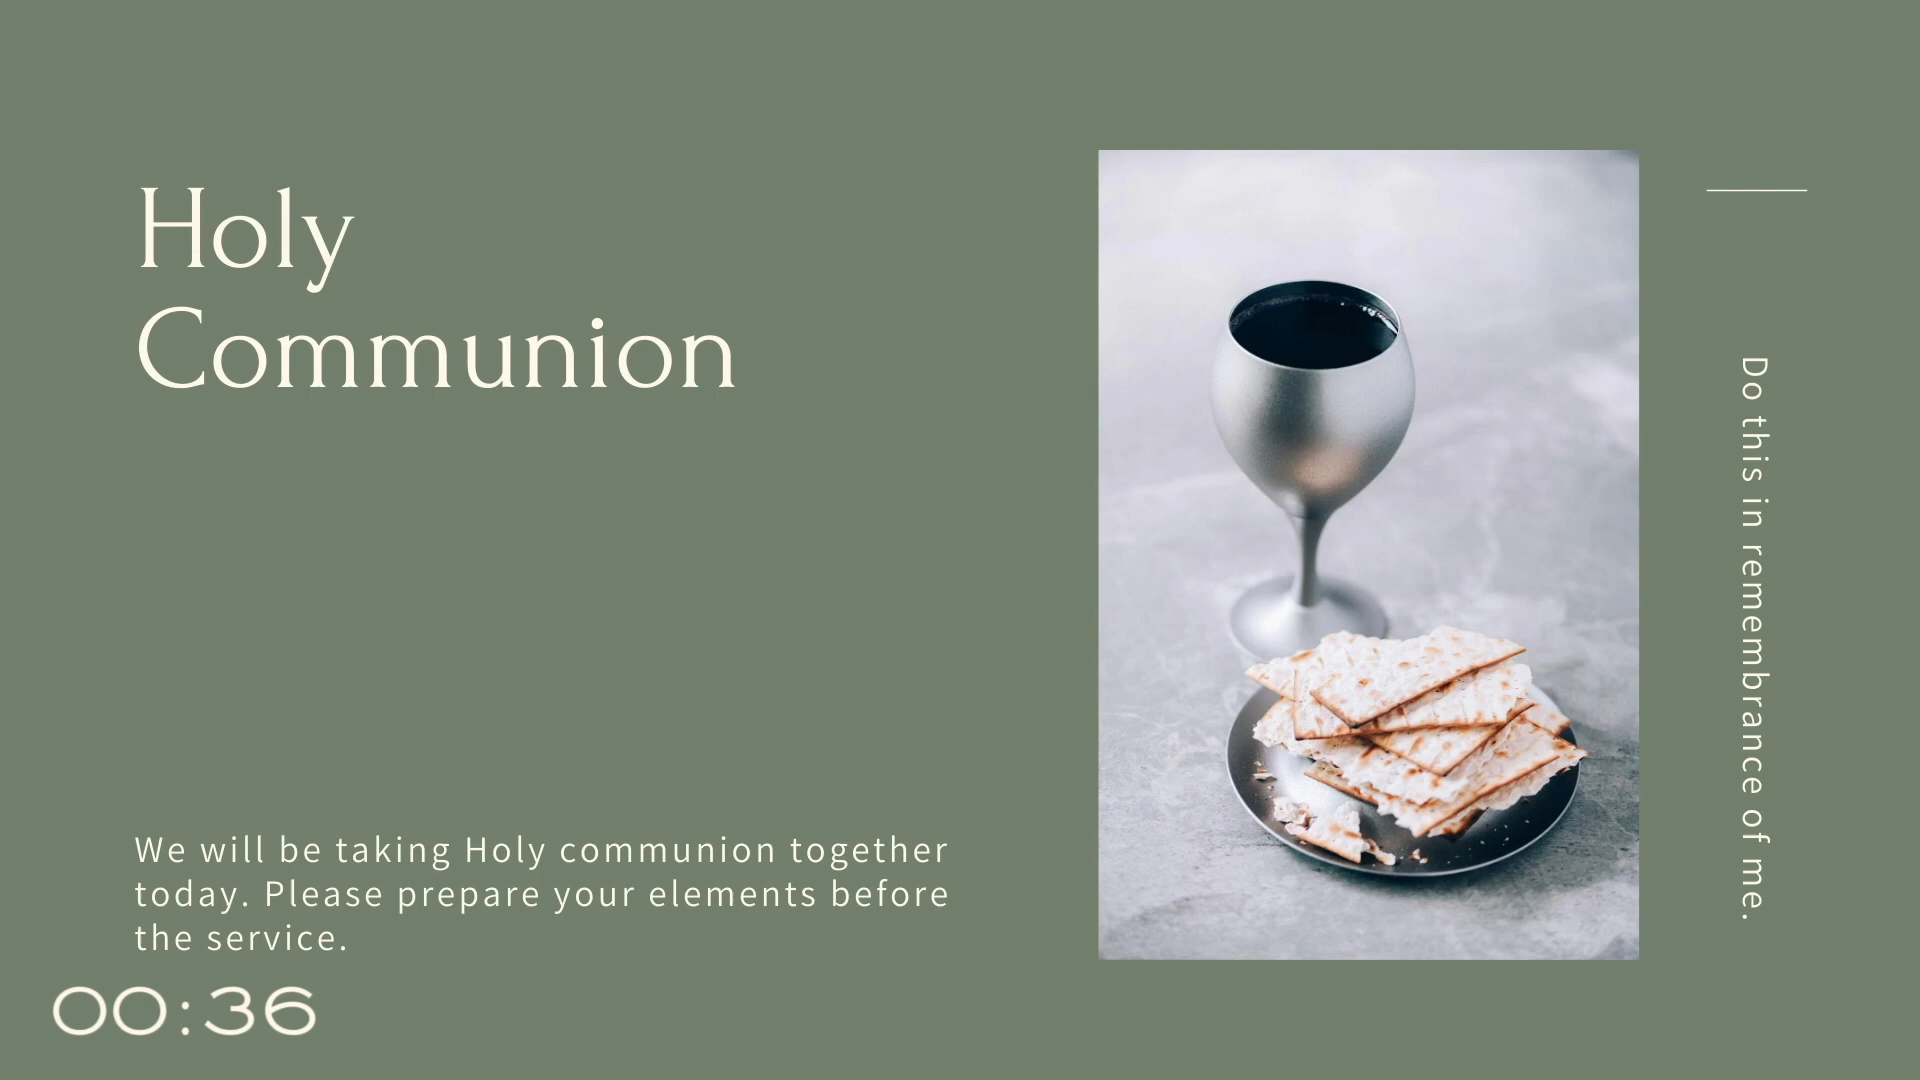 Holy
Communion
We will be taking Holy communion together
today. Please prepare your elements before
the service.
00:36
Do this in remembrance of me.